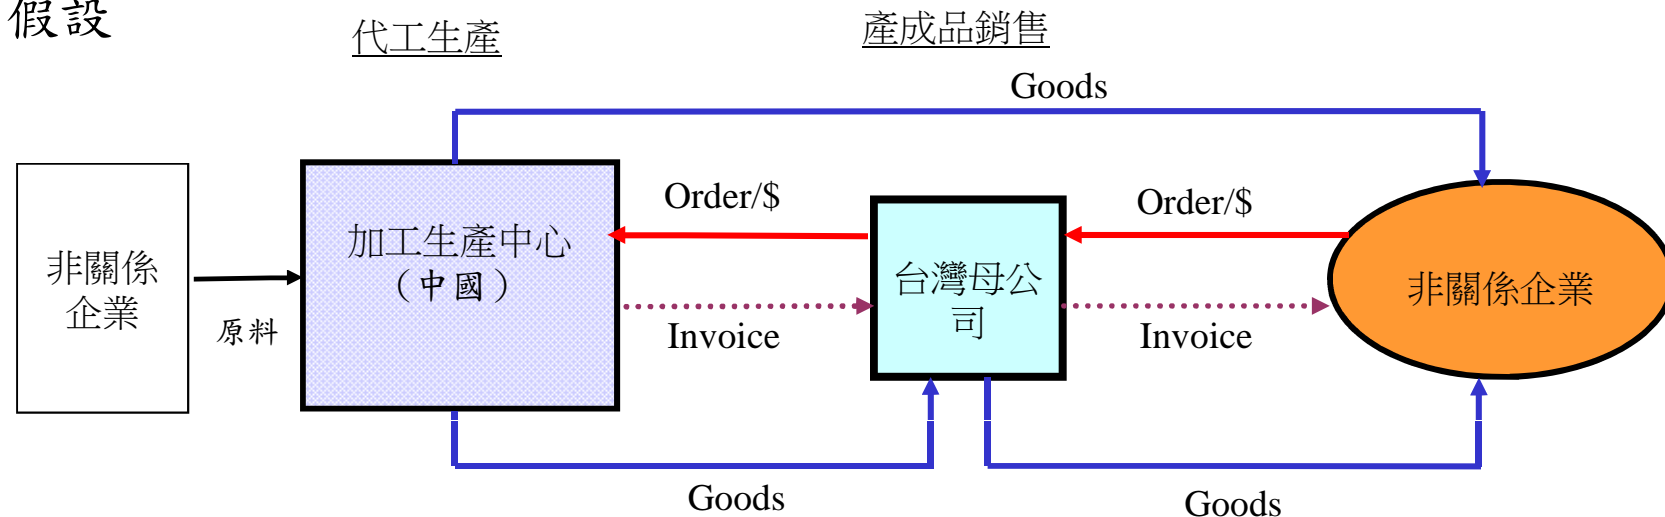 假設
代工生產
產成品銷售
Goods
Order/$
Order/$
非關係
企業
原料
加工生產中心
（中國）
台灣母公
司
非關係企業
Invoice
Invoice
Goods
Goods